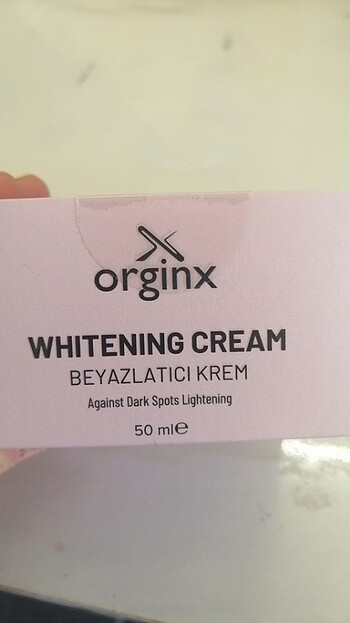 orginx
WHITENING CREAM
BEYAZLATICI KREM
Against Dark Spots Lightening
50 ml℮